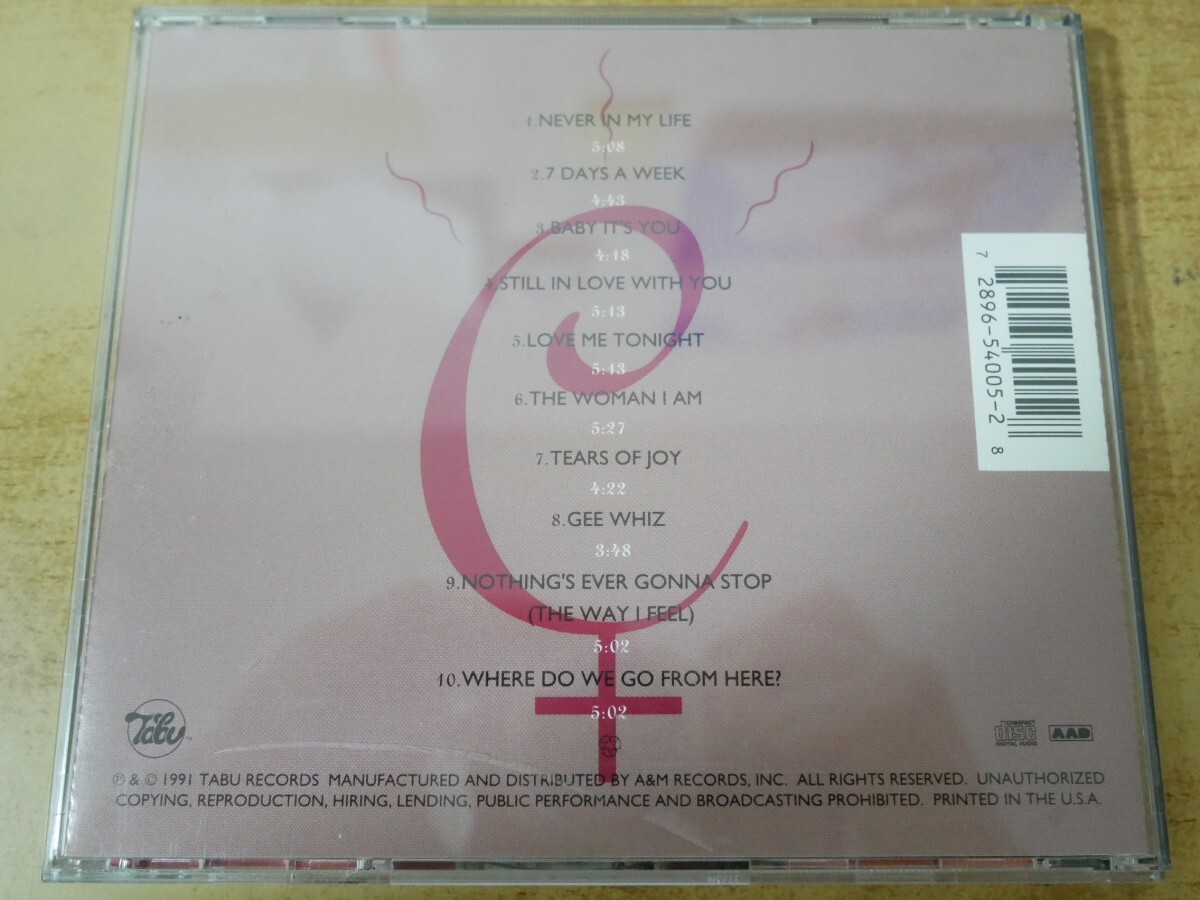 1.NEVER IN MY LIFE
5:08
2.7 DAYS A WEEK
4:43
3.BABY IT'S YOU
4:18
4.STILL IN LOVE WITH YOU
5:13
5.LOVE ME TONIGHT
5:43
6.THE WOMAN I AM
5:27
7.TEARS OF JOY
4:22
8.GEE WHIZ
3:48
9.NOTHING'S EVER GONNA STOP
(THE WAY I FEEL)
5:02
10.WHERE DO WE GO FROM HERE?
5:02
7 2896-54005-2 8
Tabu TM
COMPACT
disc
DIGITAL AUDIO
AAD
℗ & © 1991 TABU RECORDS MANUFACTURED AND DISTRIBUTED BY A&M RECORDS, INC. ALL RIGHTS RESERVED. UNAUTHORIZED
COPYING, REPRODUCTION, HIRING, LENDING, PUBLIC PERFORMANCE AND BROADCASTING PROHIBITED. PRINTED IN THE U.S.A.